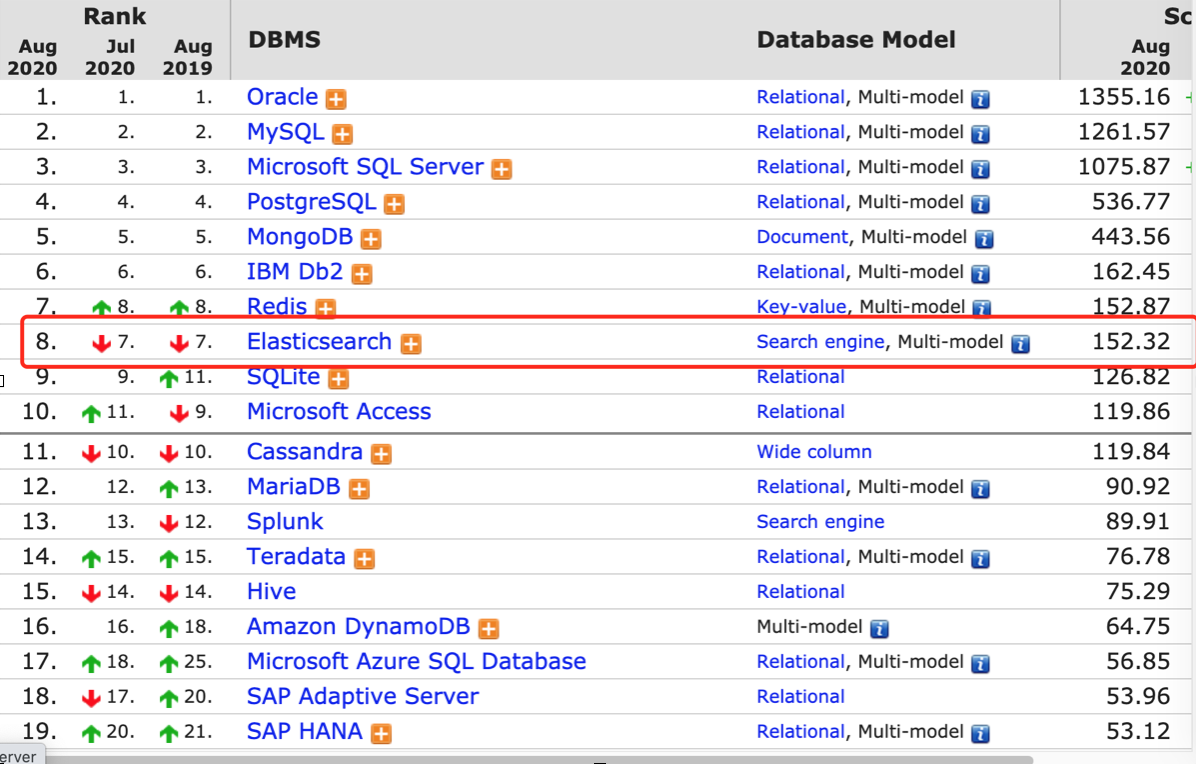 Rank Sc
Aug Jul Aug DBMS Database Model Aug
2020 2020 2019 2020
1. 1. 1. Oracle Relational, Multi-model 1355.16 +
2. 2. 2. MySQL Relational, Multi-model 1261.57
3. 3. 3. Microsoft SQL Server Relational, Multi-model 1075.87 +
4. 4. 4. PostgreSQL Relational, Multi-model 536.77
5. 5. 5. MongoDB Document, Multi-model 443.56
6. 6. 6. IBM Db2 Relational, Multi-model 162.45
7. 8. 8. Redis Key-value, Multi-model 152.87
8. 7. 7. Elasticsearch Search engine, Multi-model 152.32
9. 9. 11. SQLite Relational 126.82
10. 11. 9. Microsoft Access Relational 119.86
11. 10. 10. Cassandra Wide column 119.84
12. 12. 13. MariaDB Relational, Multi-model 90.92
13. 13. 12. Splunk Search engine 89.91
14. 15. 15. Teradata Relational, Multi-model 76.78
15. 14. 14. Hive Relational 75.29
16. 16. 18. Amazon DynamoDB Multi-model 64.75
17. 18. 25. Microsoft Azure SQL Database Relational, Multi-model 56.85
18. 17. 20. SAP Adaptive Server Relational 53.96
19. 20. 21. SAP HANA Relational, Multi-model 53.12
erver